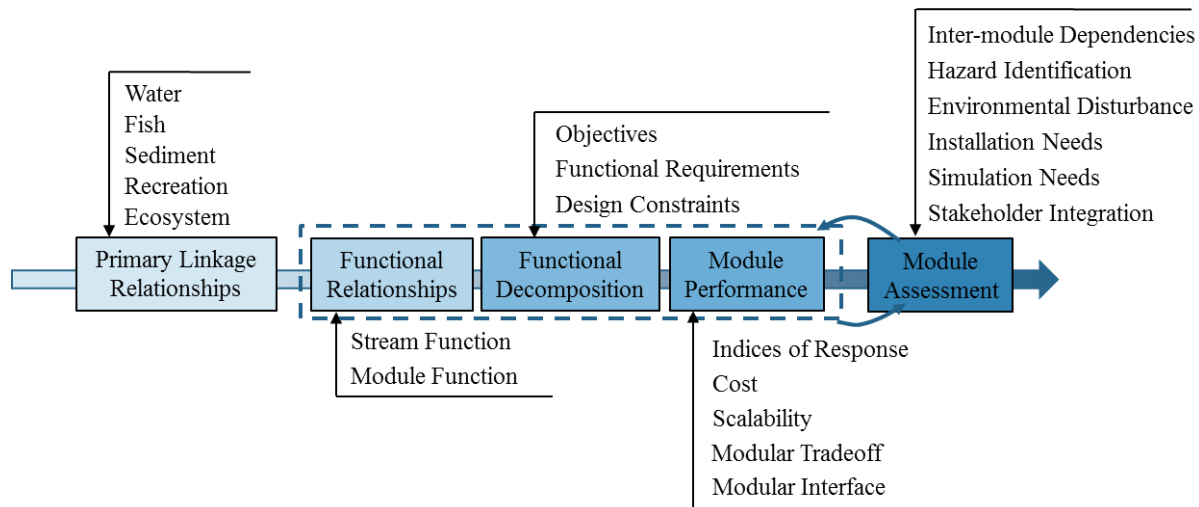 Water
Fish
Sediment
Recreation
Ecosystem
Primary Linkage
Relationships
Functional
Relationships
Stream Function
Module Function
Objectives
Functional Requirements
Design Constraints
Functional
Decomposition
Module
Performance
Indices of Response
Cost
Scalability
Modular Tradeoff
Modular Interface
Inter-module Dependencies
Hazard Identification
Environmental Disturbance
Installation Needs
Simulation Needs
Stakeholder Integration
Module
Assessment